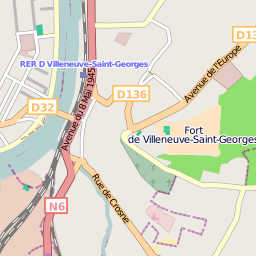 D13
Avenue de l'Europe
RER D Villeneuve-Saint-Georges
Avenue du 8 Mai 1945
D136
D32
Fort
de Villeneuve-Saint-Georges
Rue de Crosne
N6